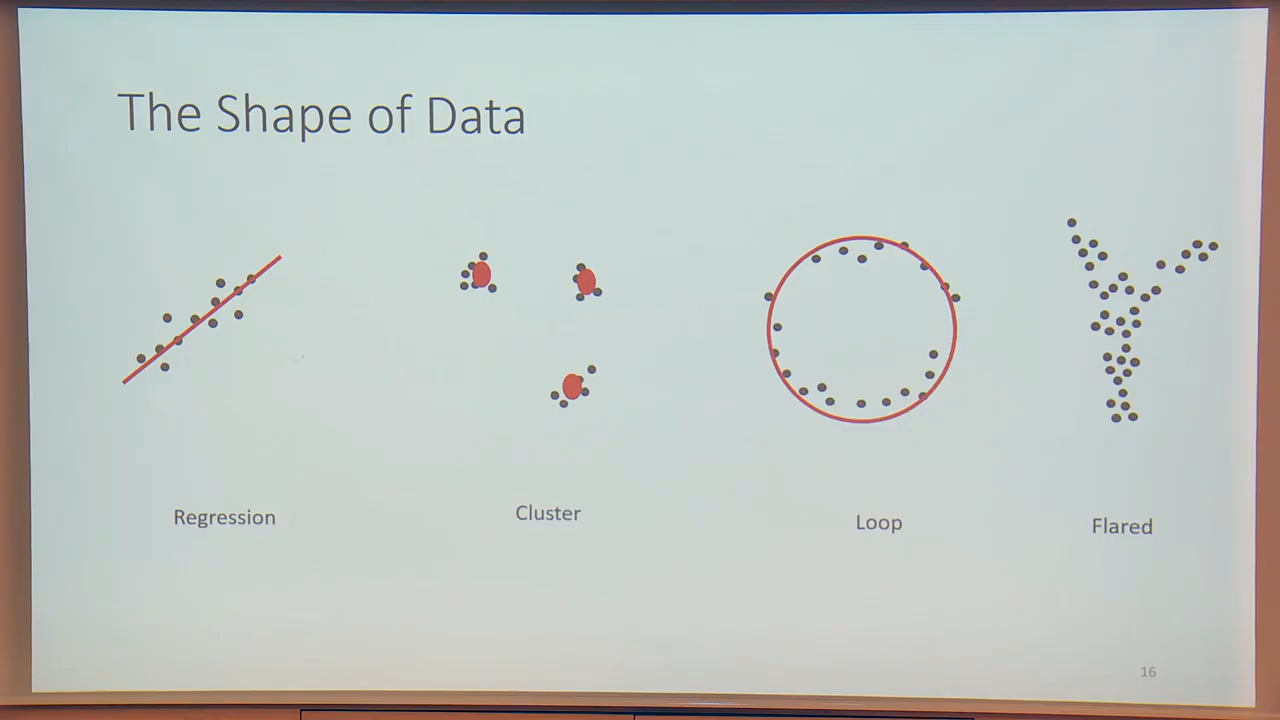 The Shape of Data
Regression
Cluster
Loop
Flared
16